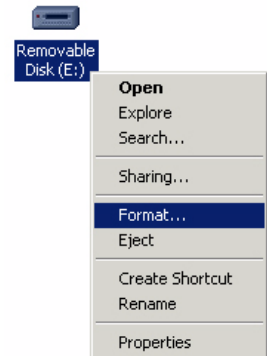 Removable
Disk (E:)
Open
Explore
Search...
Sharing...
Format...
Eject
Create Shortcut
Rename
Properties